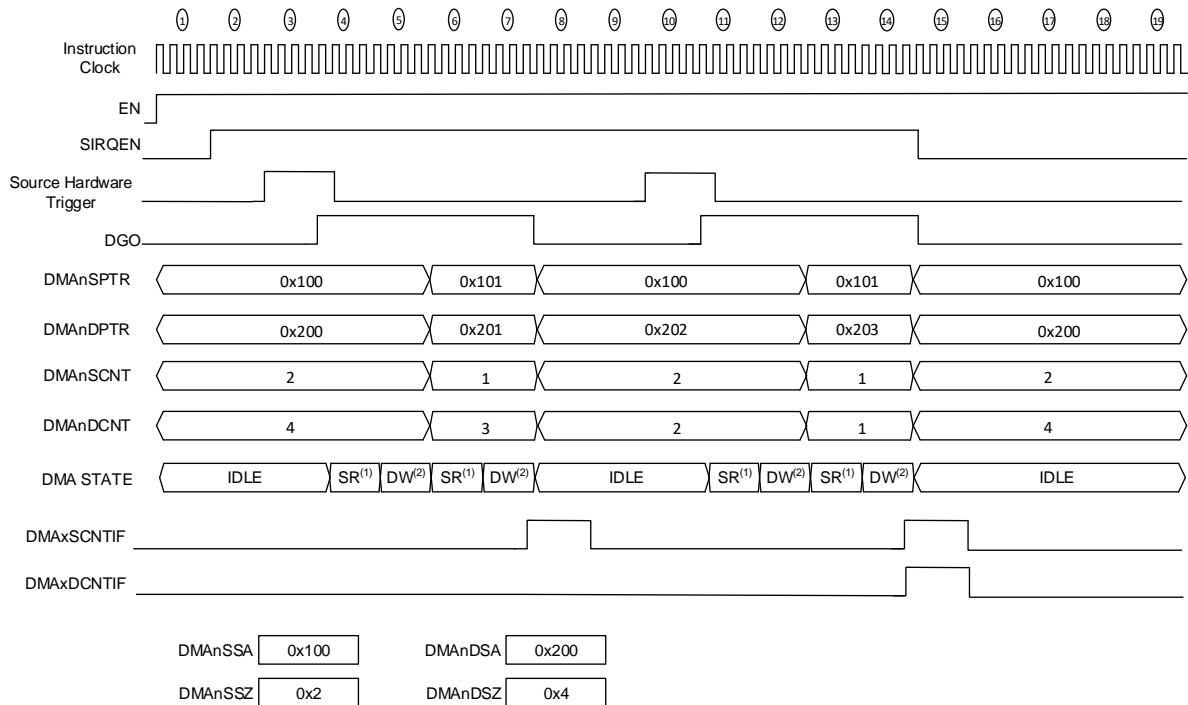 ① ② ③ ④ ⑤ ⑥ ⑦ ⑧ ⑨ ⑩ ⑪ ⑫ ⑬ ⑭ ⑮ ⑯ ⑰ ⑱ ⑲
Instruction
Clock
EN
SIRQEN
Source Hardware
Trigger
DGO
DMAnSPTR 0x100 0x101 0x100 0x101 0x100
DMAnDPTR 0x200 0x201 0x202 0x203 0x200
DMAnSCNT 2 1 2 1 2
DMAnDCNT 4 3 2 1 4
DMA STATE IDLE SR(1) DW(2) SR(1) DW(2) IDLE SR(1) DW(2) SR(1) DW(2) IDLE
DMAxSCNTIF
DMAxDCNTIF
DMAnSSA 0x100 DMAnDSA 0x200
DMAnSSZ 0x2 DMAnDSZ 0x4